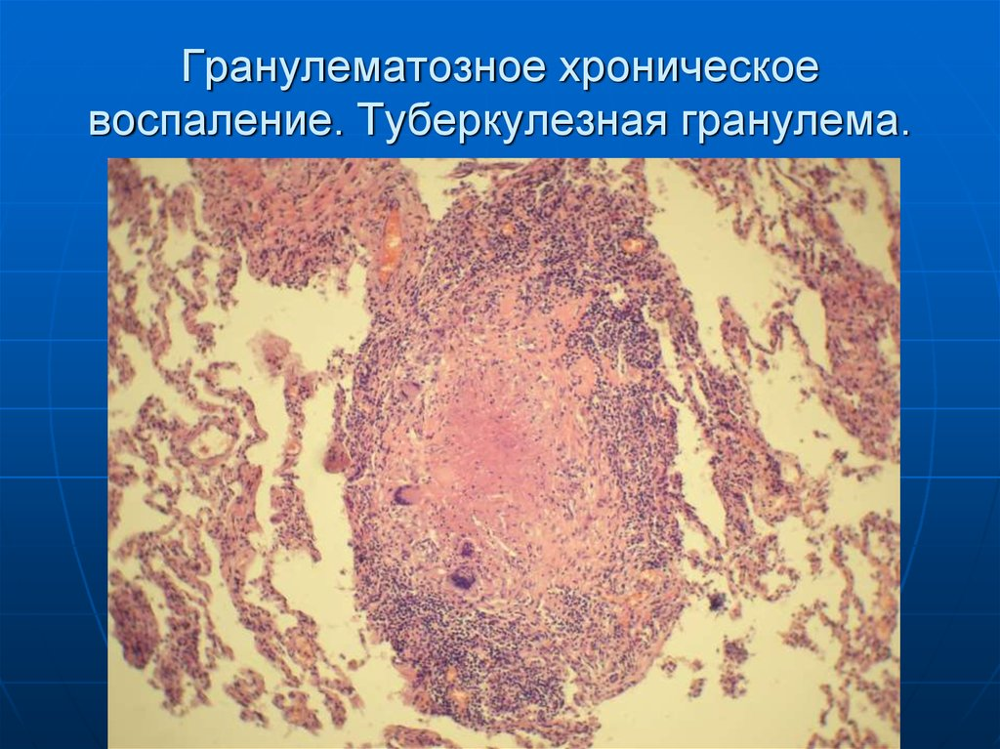 Гранулематозное хроническое
воспаление. Туберкулезная гранулема.